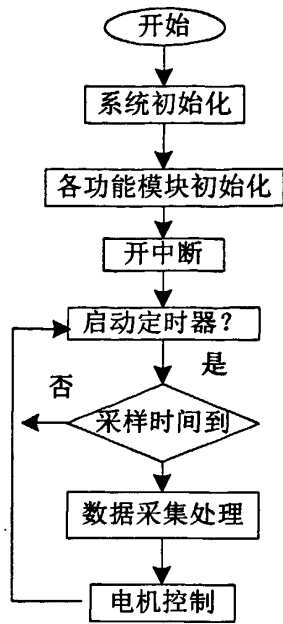 开始
系统初始化
各功能模块初始化
开中断
启动定时器?
是
否
采样时间到
数据采集处理
电机控制